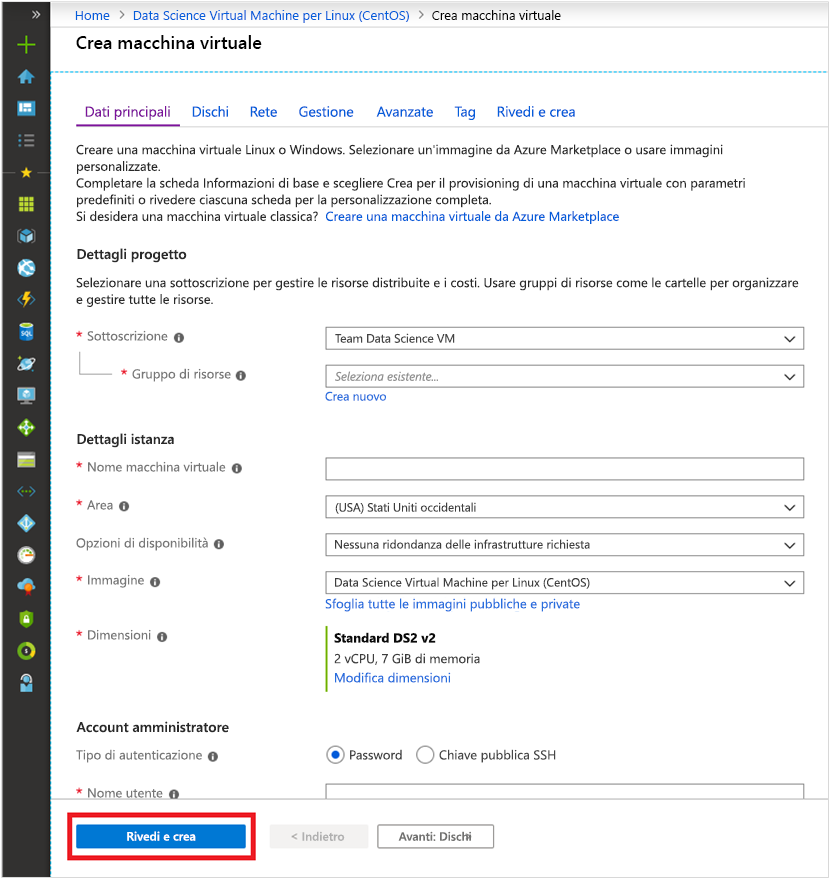 »
Home > Data Science Virtual Machine per Linux (CentOS) > Crea macchina virtuale
Crea macchina virtuale
Dati principali Dischi Rete Gestione Avanzate Tag Rivedi e crea
Creare una macchina virtuale Linux o Windows. Selezionare un'immagine da Azure Marketplace o usare immagini
personalizzate.
Completare la scheda Informazioni di base e scegliere Crea per il provisioning di una macchina virtuale con parametri
predefiniti o rivedere ciascuna scheda per la personalizzazione completa.
Si desidera una macchina virtuale classica? Creare una macchina virtuale da Azure Marketplace
Dettagli progetto
Selezionare una sottoscrizione per gestire le risorse distribuite e i costi. Usare gruppi di risorse come le cartelle per organizzare
e gestire tutte le risorse.
* Sottoscrizione Team Data Science VM
* Gruppo di risorse Seleziona esistente...
Crea nuovo
Dettagli istanza
* Nome macchina virtuale
* Area (USA) Stati Uniti occidentali
Opzioni di disponibilità Nessuna ridondanza delle infrastrutture richiesta
* Immagine Data Science Virtual Machine per Linux (CentOS)
Sfoglia tutte le immagini pubbliche e private
* Dimensioni Standard DS2 v2
2 vCPU, 7 GiB di memoria
Modifica dimensioni
Account amministratore
Tipo di autenticazione Password Chiave pubblica SSH
* Nome utente
Rivedi e crea < Indietro Avanti: Dischi
SQL